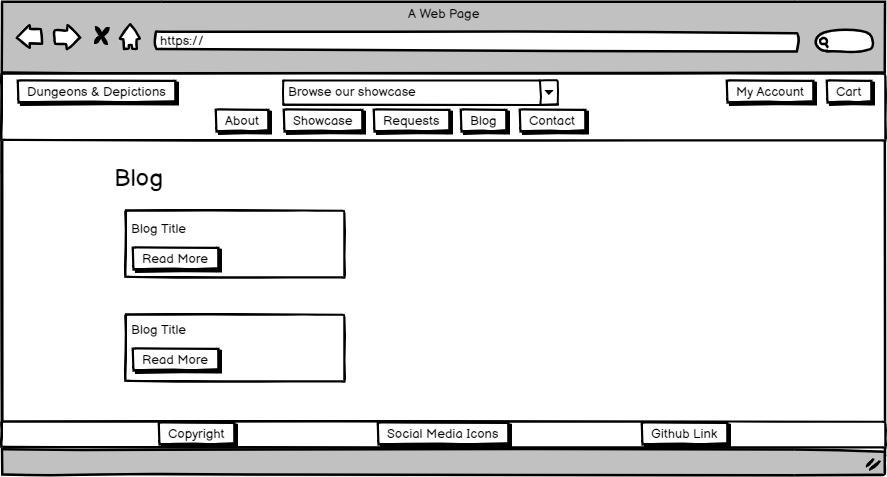 A Web Page
https://
Dungeons & Depictions
Browse our showcase
My Account
Cart
About
Showcase
Requests
Blog
Contact
Blog
Blog Title
Read More
Blog Title
Read More
Copyright
Social Media Icons
Github Link